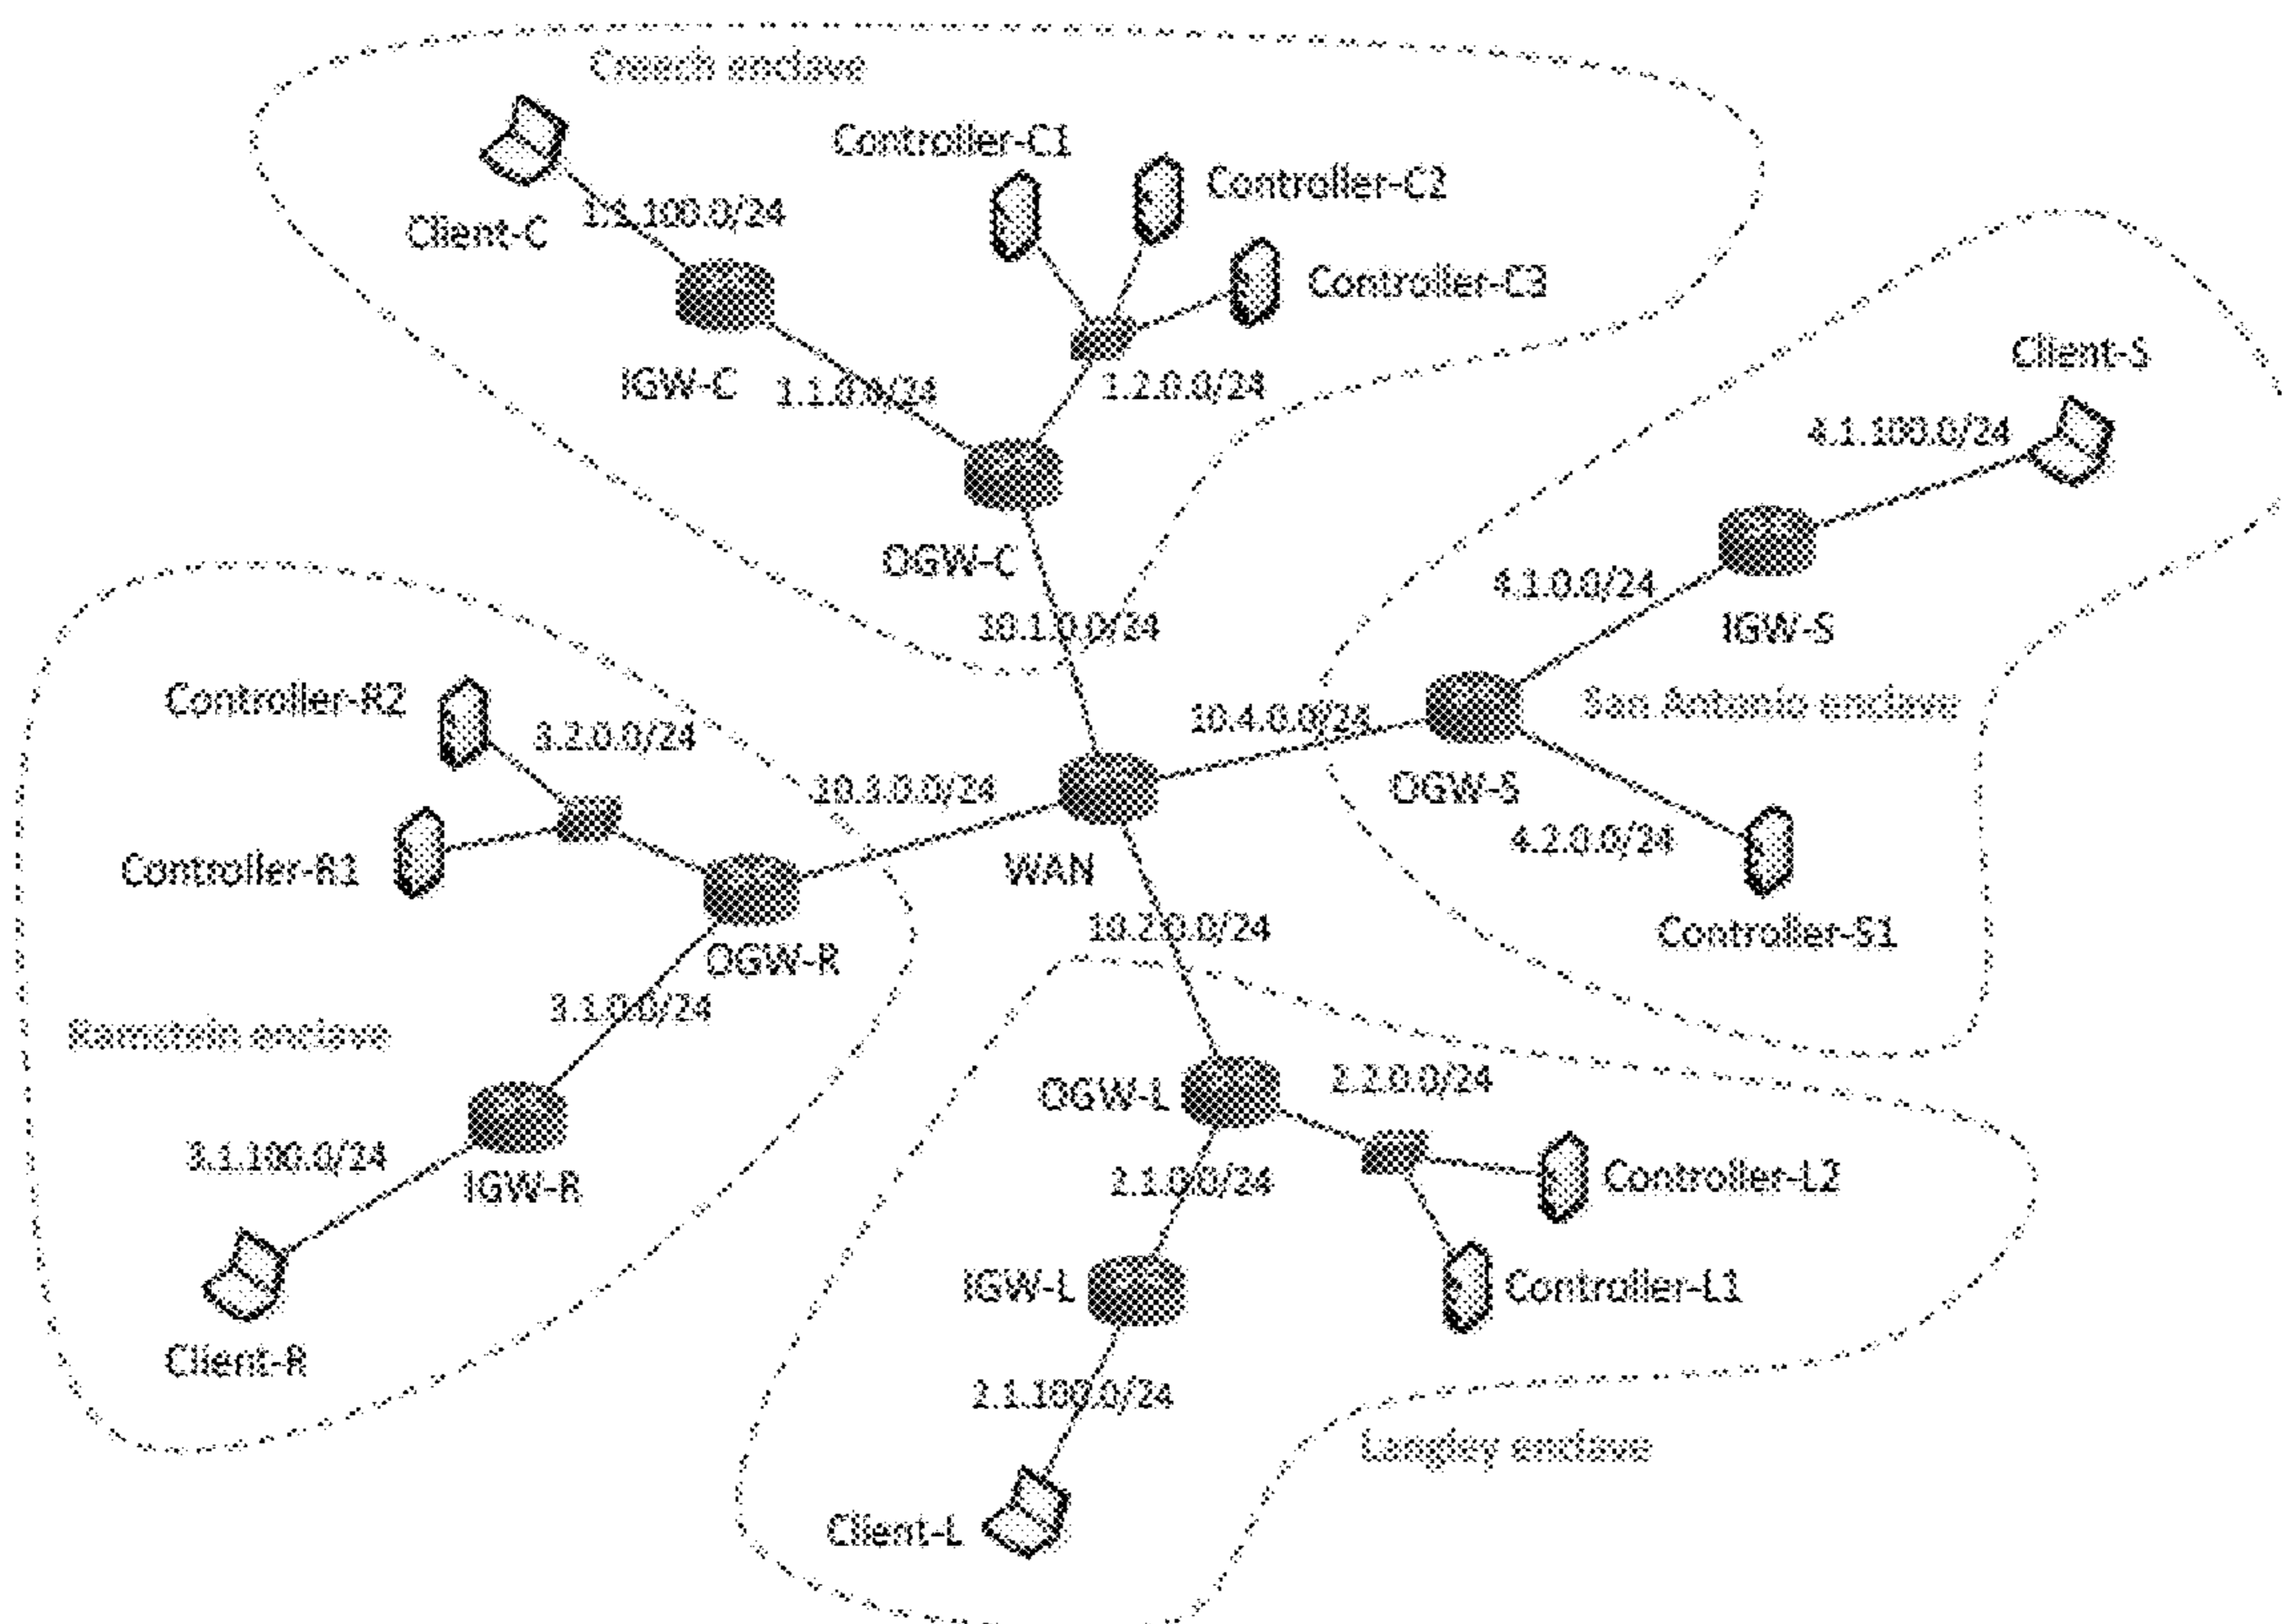 Creech enclave
Controller-C1
Controller-C2
Client-C
1.1.100.0/24
Controller-C3
IGW-C
1.1.0.0/24
1.2.0.0/24
Client-S
4.1.100.0/24
OGW-C
4.1.0.0/24
IGW-S
10.1.0.0/24
Controller-R2
3.2.0.0/24
10.4.0.0/24
San Antonio enclave
10.3.0.0/24
OGW-S
Controller-R1
WAN
4.2.0.0/24
OGW-R
10.2.0.0/24
Controller-S1
3.1.0.0/24
Ramstein enclave
OGW-L
2.2.0.0/24
3.1.100.0/24
IGW-R
2.1.0.0/24
Controller-L2
IGW-L
Controller-L1
Client-R
2.1.100.0/24
Langley enclave
Client-L